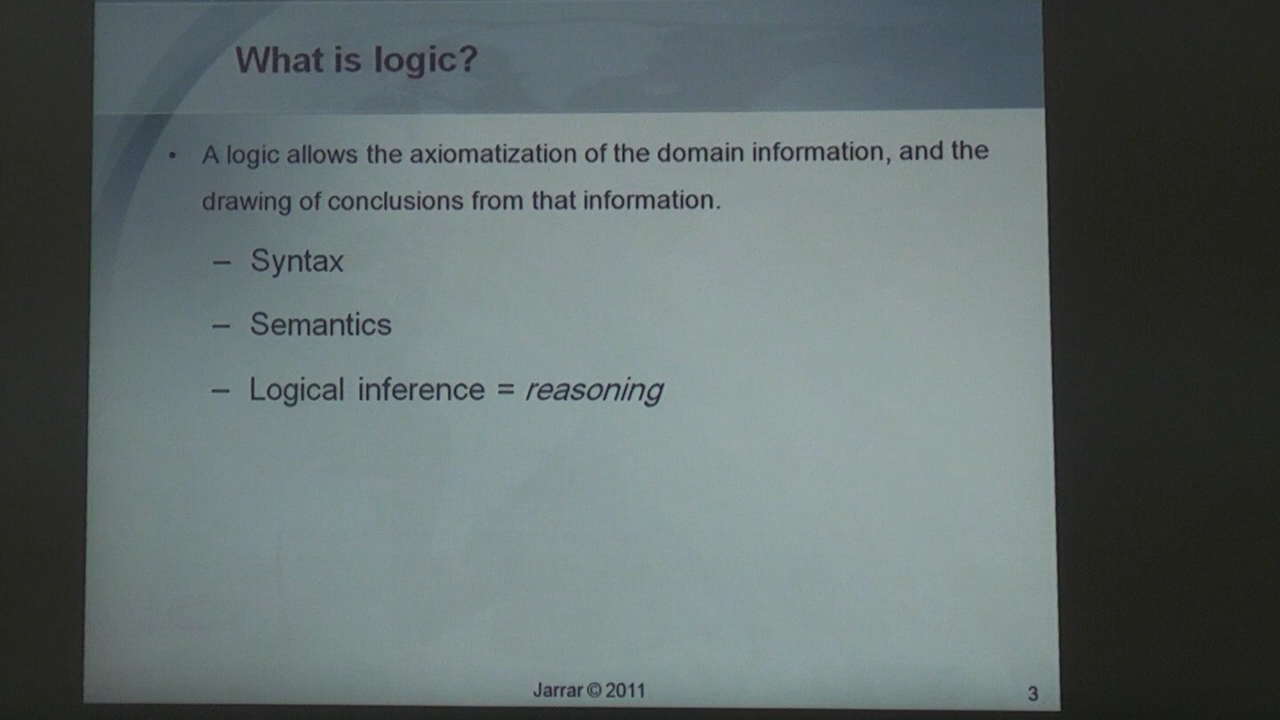 What is logic?
• A logic allows the axiomatization of the domain information, and the
drawing of conclusions from that information.
– Syntax
– Semantics
– Logical inference = reasoning
Jarrar © 2011
3